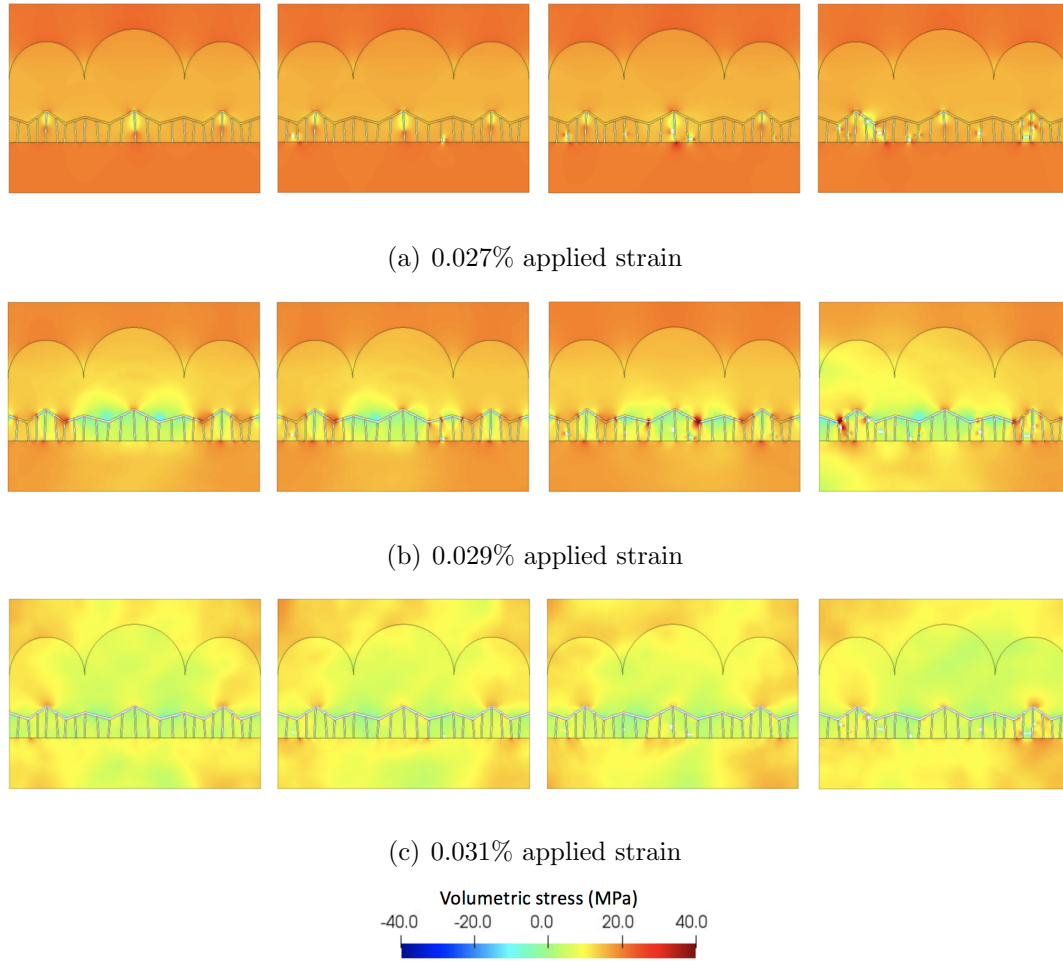 (a) 0.027% applied strain
(b) 0.029% applied strain
(c) 0.031% applied strain
Volumetric stress (MPa)
-40.0 -20.0 0.0 20.0 40.0